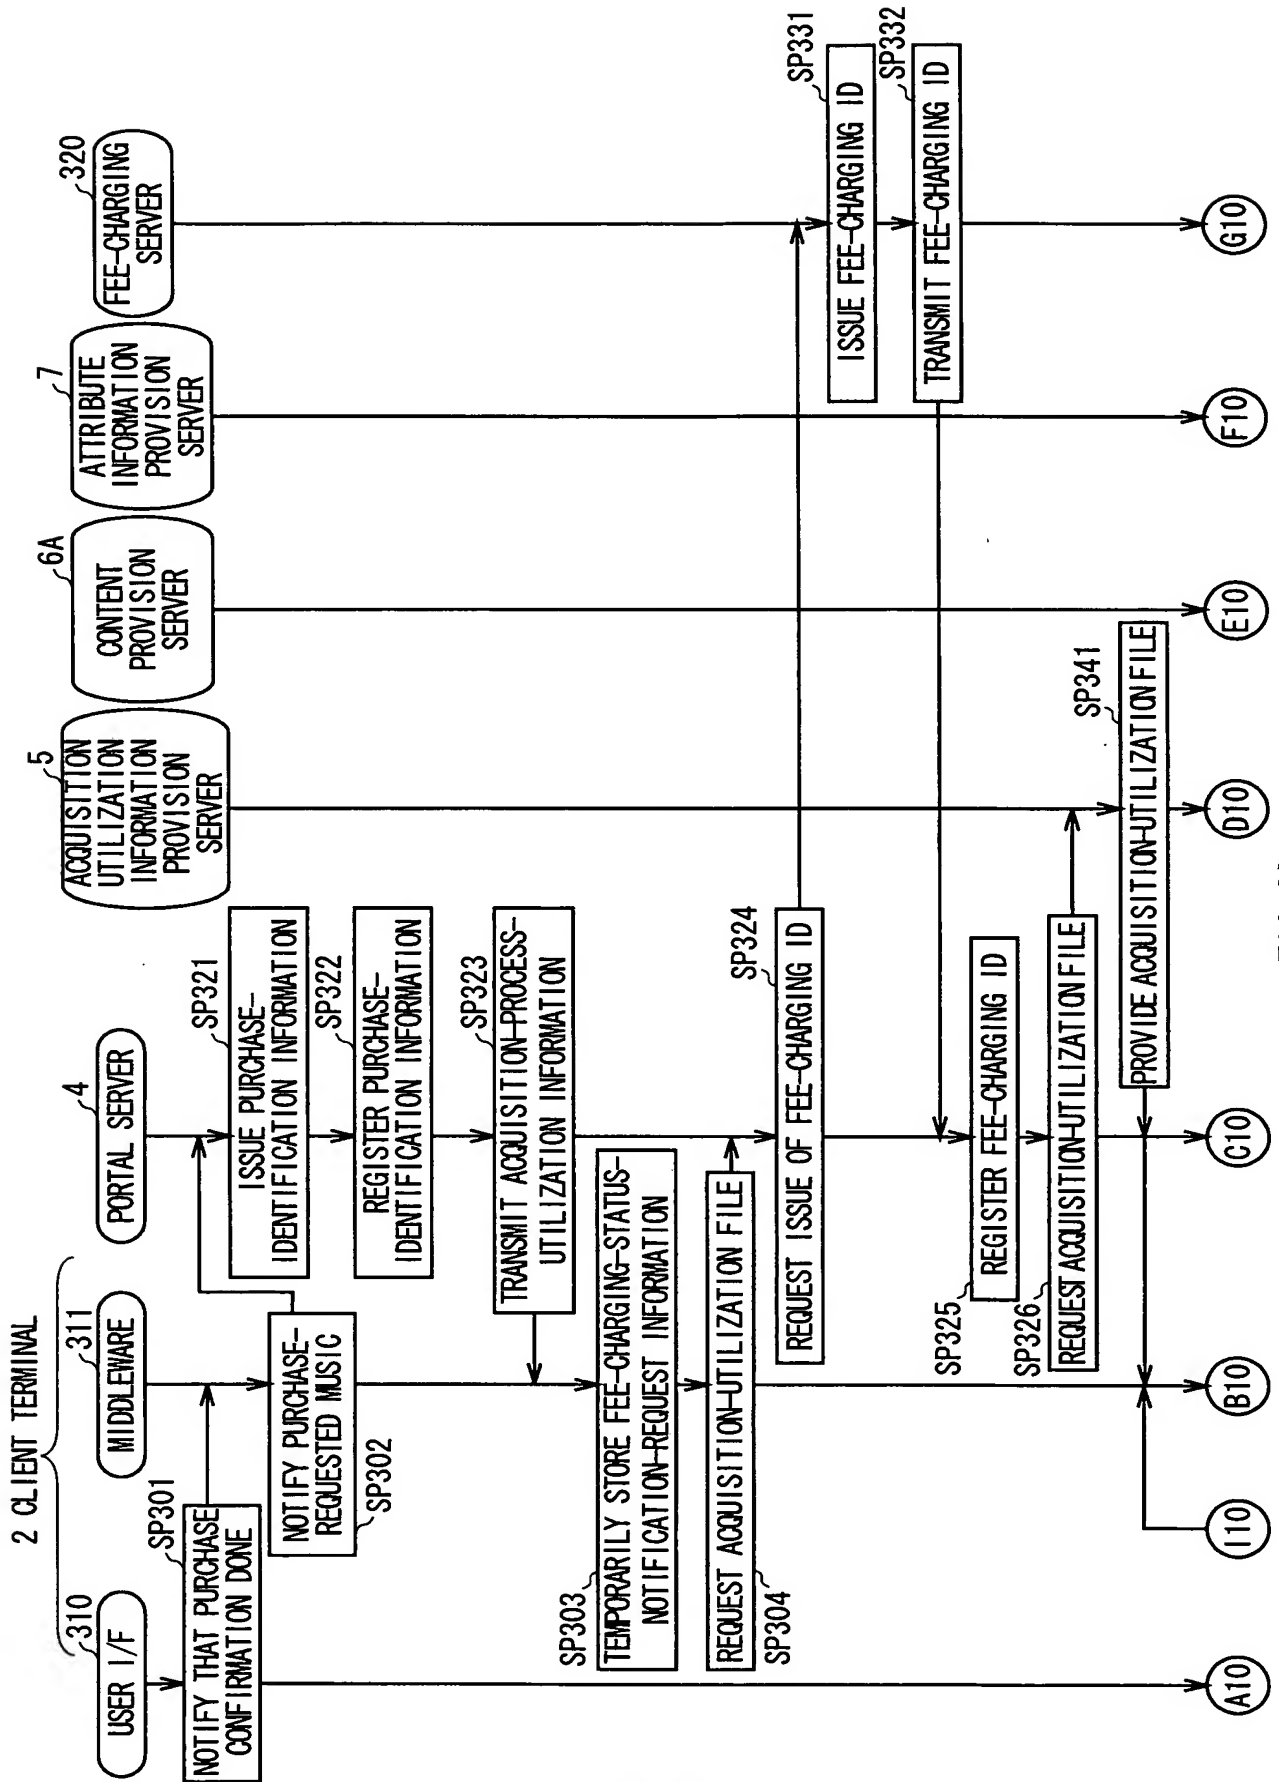 2 CLIENT TERMINAL
310
USER I/F
311
MIDDLEWARE
4
PORTAL SERVER
5
ACQUISITION
UTILIZATION
INFORMATION
PROVISION
SERVER
6A
CONTENT
PROVISION
SERVER
7
ATTRIBUTE
INFORMATION
PROVISION
SERVER
320
FEE-CHARGING
SERVER
SP301
NOTIFY THAT PURCHASE
CONFIRMATION DONE
NOTIFY PURCHASE-
REQUESTED MUSIC
SP302
SP321
ISSUE PURCHASE-
IDENTIFICATION INFORMATION
SP322
REGISTER PURCHASE-
IDENTIFICATION INFORMATION
SP323
TRANSMIT ACQUISITION-PROCESS-
UTILIZATION INFORMATION
SP303
TEMPORARILY STORE FEE-CHARGING-STATUS-
NOTIFICATION-REQUEST INFORMATION
REQUEST ACQUISITION-UTILIZATION FILE
SP304
SP324
REQUEST ISSUE OF FEE-CHARGING ID
SP331
ISSUE FEE-CHARGING ID
SP332
TRANSMIT FEE-CHARGING ID
SP325
REGISTER FEE-CHARGING ID
SP326
REQUEST ACQUISITION-UTILIZATION FILE
SP341
PROVIDE ACQUISITION-UTILIZATION FILE
A10
I10
B10
C10
D10
E10
F10
G10